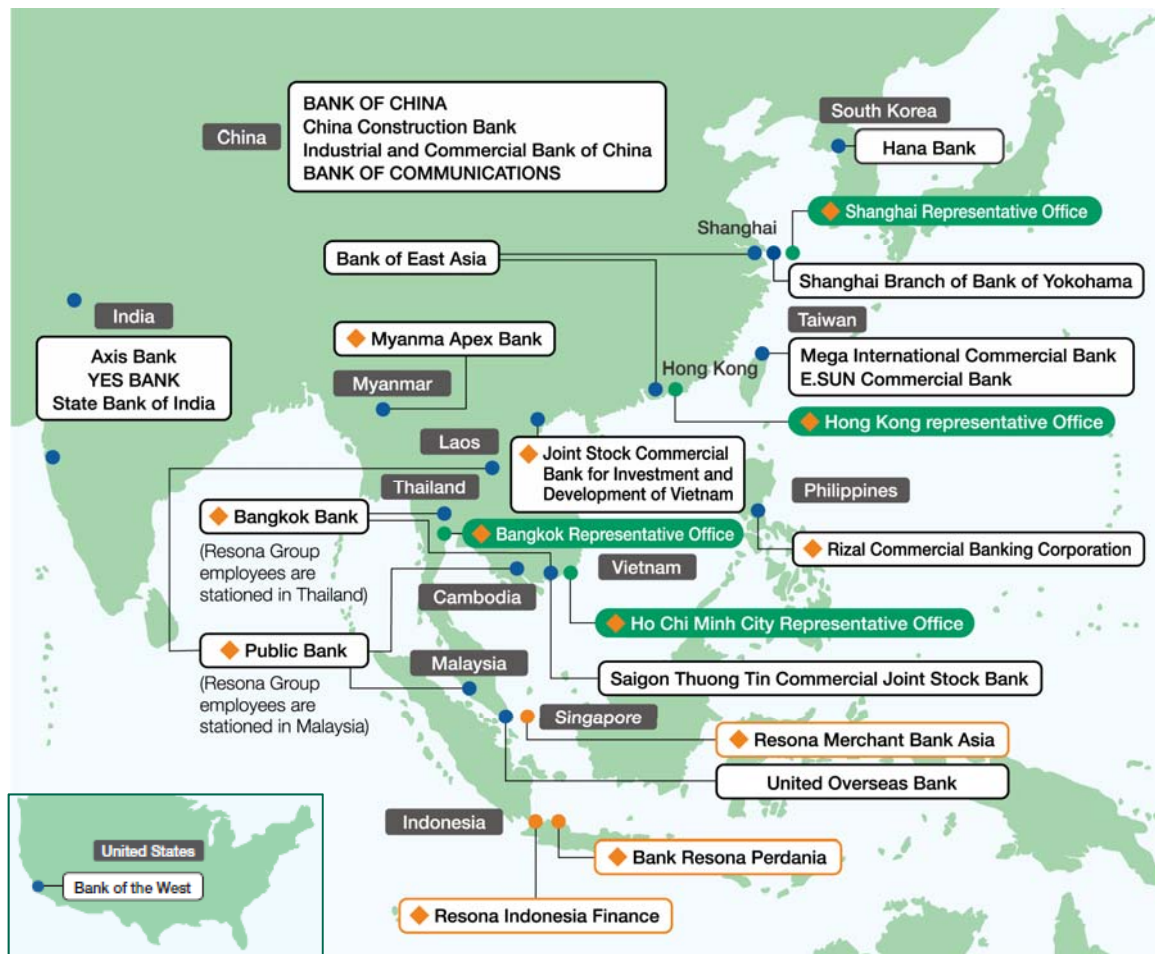 China
BANK OF CHINA
China Construction Bank
Industrial and Commercial Bank of China
BANK OF COMMUNICATIONS
South Korea
Hana Bank
Shanghai Representative Office
Shanghai
Bank of East Asia
Shanghai Branch of Bank of Yokohama
India
Axis Bank
YES BANK
State Bank of India
Myanma Apex Bank
Myanmar
Taiwan
Mega International Commercial Bank
E.SUN Commercial Bank
Hong Kong
Hong Kong representative Office
Laos
Joint Stock Commercial
Bank for Investment and
Development of Vietnam
Thailand
Philippines
Bangkok Bank
(Resona Group
employees are
stationed in Thailand)
Bangkok Representative Office
Rizal Commercial Banking Corporation
Vietnam
Cambodia
Ho Chi Minh City Representative Office
Public Bank
(Resona Group
employees are
stationed in Malaysia)
Malaysia
Saigon Thuong Tin Commercial Joint Stock Bank
Singapore
Resona Merchant Bank Asia
United Overseas Bank
Indonesia
Bank Resona Perdania
Resona Indonesia Finance
United States
Bank of the West